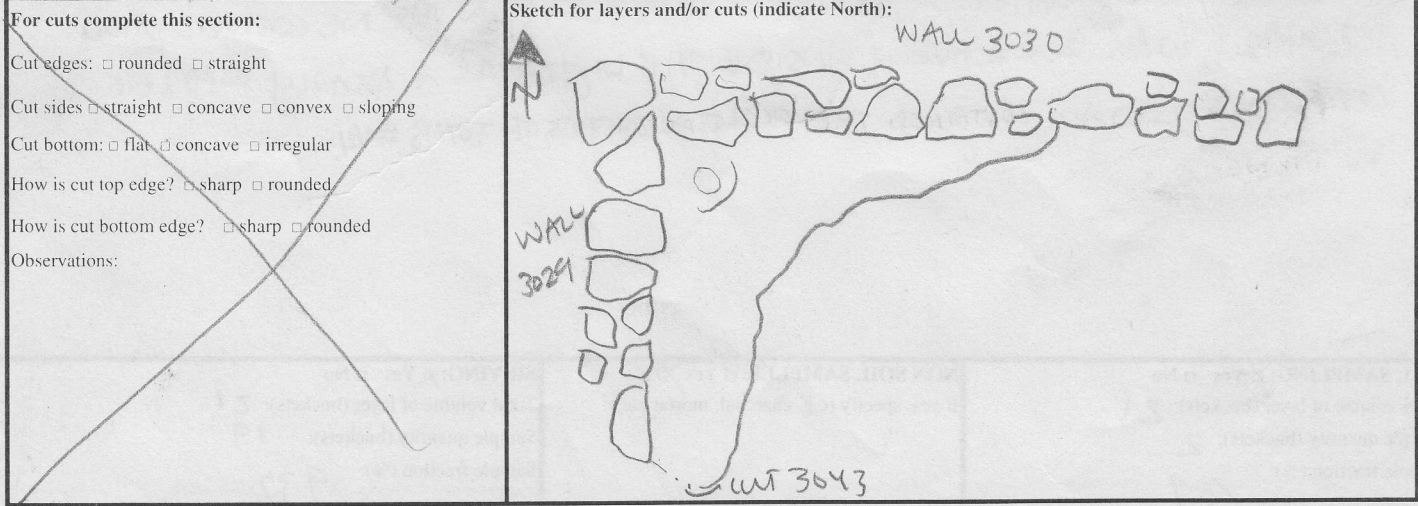 For cuts complete this section:
Cut edges: □ rounded □ straight
Cut sides □ straight □ concave □ convex □ sloping
Cut bottom: □ flat □ concave □ irregular
How is cut top edge? □ sharp □ rounded
How is cut bottom edge? □ sharp □ rounded
Observations:
Sketch for layers and/or cuts (indicate North):
N
WALL 3030
WALL
3029
CUT 3043